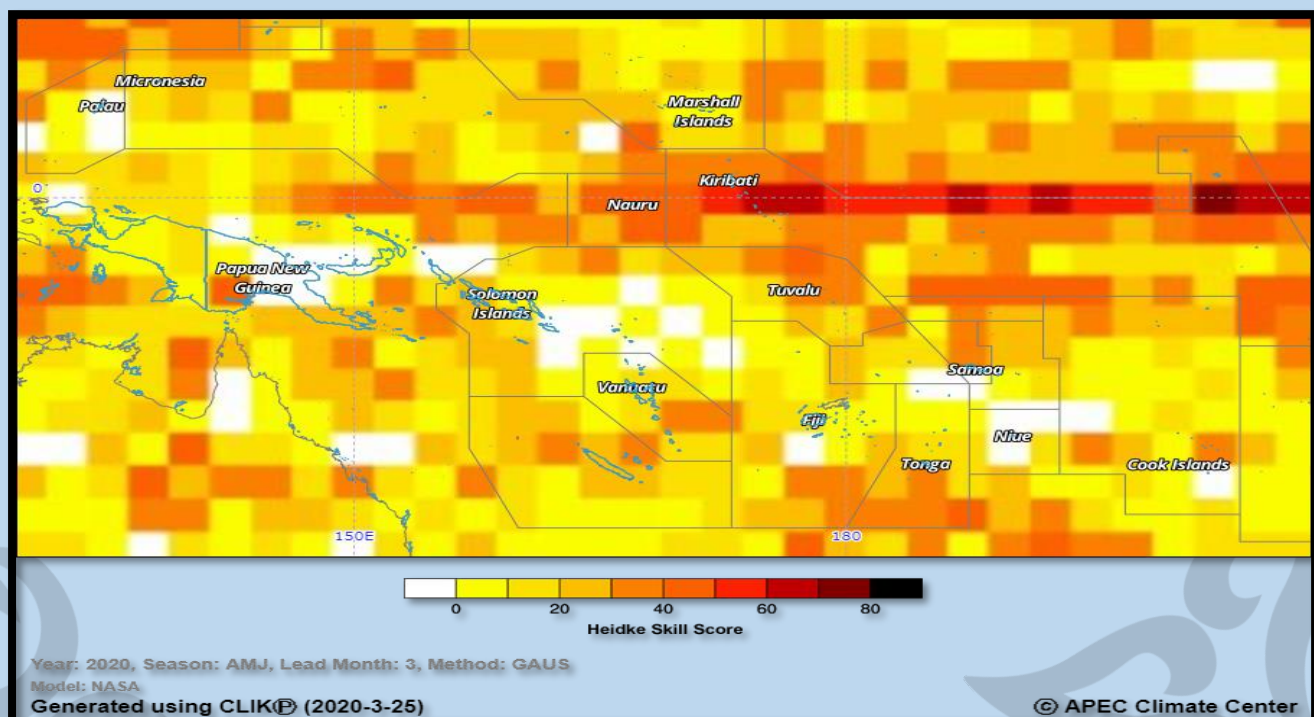 Micronesia
Palau
Marshall
Islands
Kiribati
0
Nauru
Papua New
Guinea
Solomon
Islands
Tuvalu
Samoa
Vanuatu
Fiji
Niue
Tonga
Cook Islands
150E
180
0 20 40 60 80
Heidke Skill Score
Year: 2020, Season: AMJ, Lead Month: 3, Method: GAUS
Model: NASA
Generated using CLIKⓅ (2020-3-25)
© APEC Climate Center